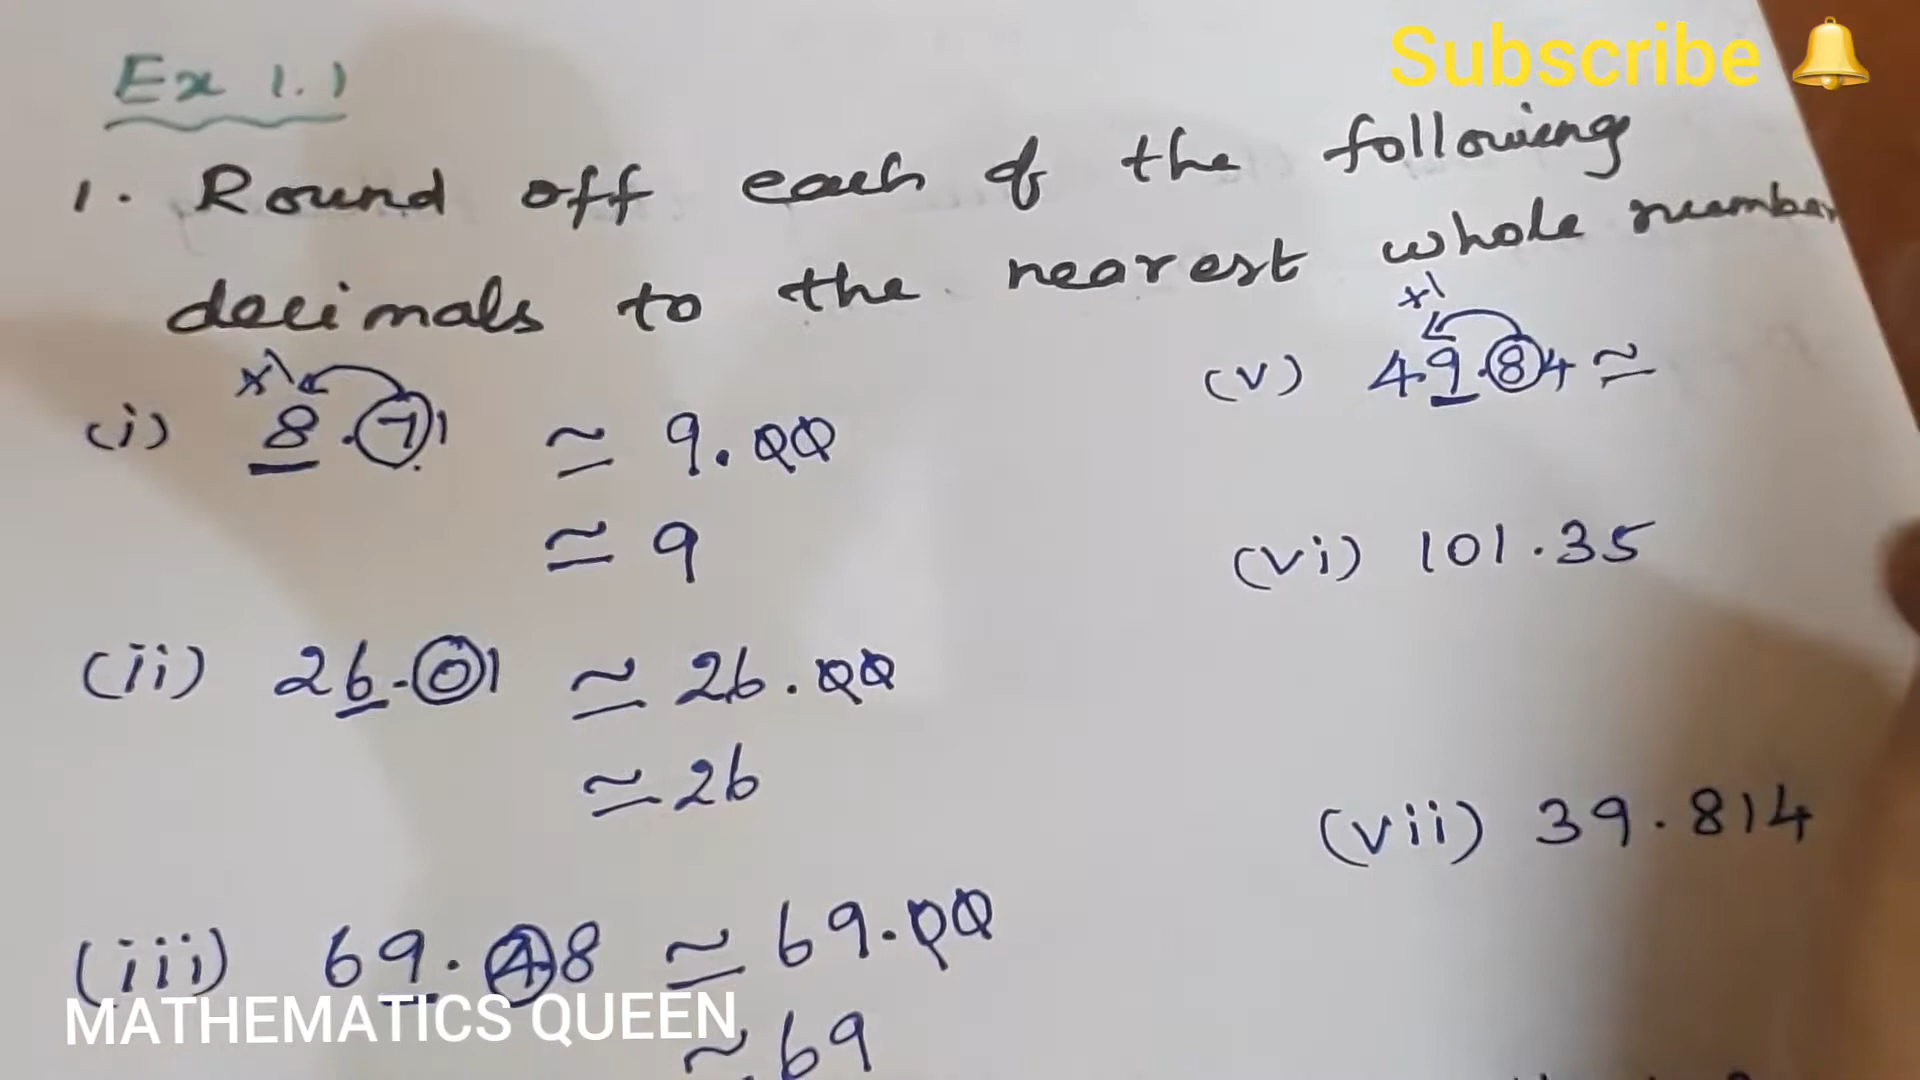 Subscribe
Ex 1.1
1. Round off each of the following
decimals to the nearest whole number
(i) 8.71 ≃ 9.00
≃ 9
(ii) 26.01 ≃ 26.00
≃ 26
(iii) 69.48 ≃ 69.00
≃ 69
+1
(v) 49.84 ≃
(vi) 101.35
(vii) 39.814
MATHEMATICS QUEEN